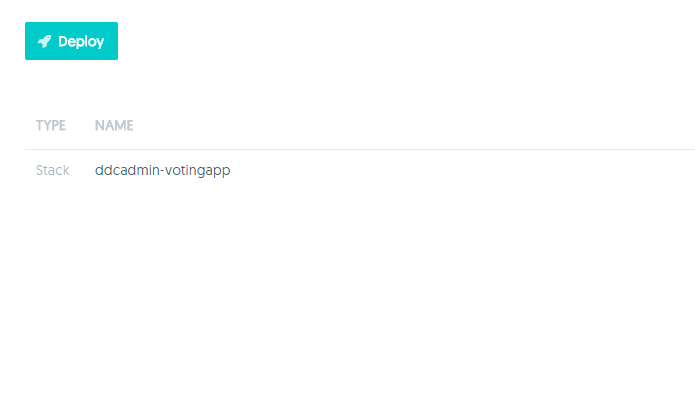 Deploy
TYPE NAME
Stack ddcadmin-votingapp